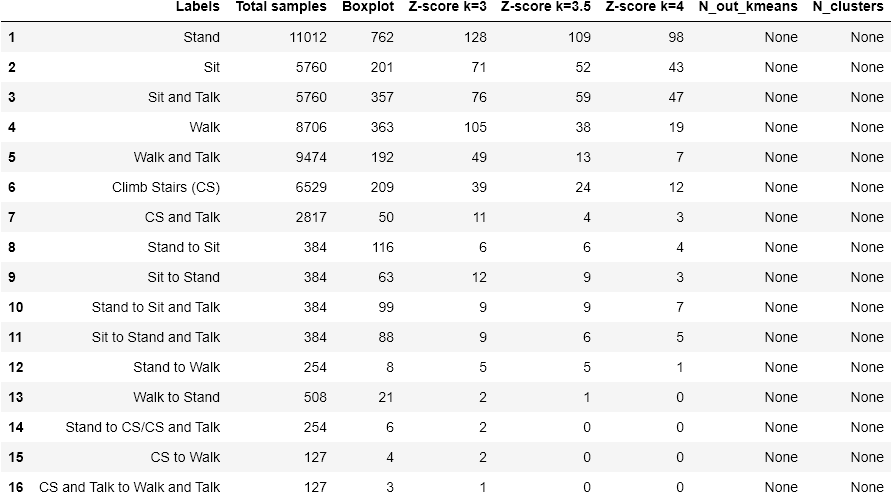 Labels Total samples Boxplot Z-score k=3 Z-score k=3.5 Z-score k=4 N_out_kmeans N_clusters
1 Stand 11012 762 128 109 98 None None
2 Sit 5760 201 71 52 43 None None
3 Sit and Talk 5760 357 76 59 47 None None
4 Walk 8706 363 105 38 19 None None
5 Walk and Talk 9474 192 49 13 7 None None
6 Climb Stairs (CS) 6529 209 39 24 12 None None
7 CS and Talk 2817 50 11 4 3 None None
8 Stand to Sit 384 116 6 6 4 None None
9 Sit to Stand 384 63 12 9 3 None None
10 Stand to Sit and Talk 384 99 9 9 7 None None
11 Sit to Stand and Talk 384 88 9 6 5 None None
12 Stand to Walk 254 8 5 5 1 None None
13 Walk to Stand 508 21 2 1 0 None None
14 Stand to CS/CS and Talk 254 6 2 0 0 None None
15 CS to Walk 127 4 2 0 0 None None
16 CS and Talk to Walk and Talk 127 3 1 0 0 None None